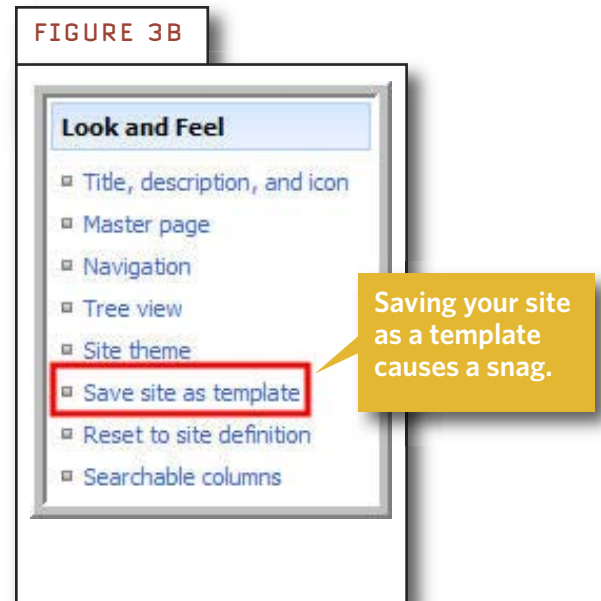 FIGURE 3B
Look and Feel
Title, description, and icon
Master page
Navigation
Tree view
Site theme
Save site as template
Reset to site definition
Searchable columns
Saving your site
as a template
causes a snag.